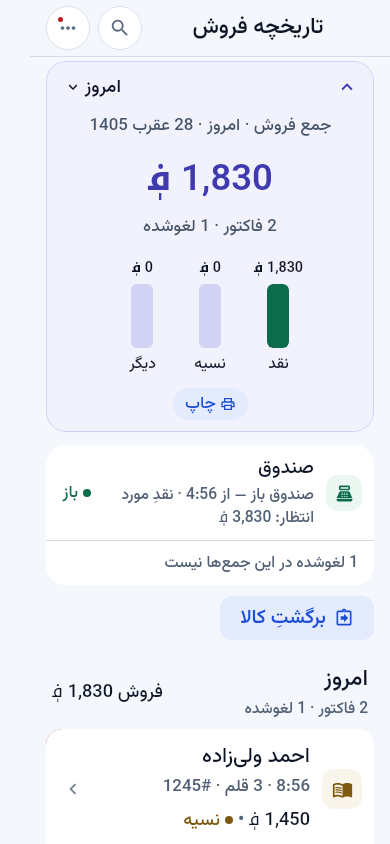 تاریخچه فروش
امروز
جمع فروش · امروز · 28 عقرب 1405
1,830 ؋
2 فاکتور · 1 لغوشده
1,830 ؋
0 ؋
0 ؋
نقد
نسیه
دیگر
چاپ
صندوق
صندوق باز — از 4:56 · نقدِ مورد
انتظار: 3,830 ؋
باز
1 لغوشده در این جمع‌ها نیست
برگشتِ کالا
امروز
فروش 1,830 ؋
2 فاکتور · 1 لغوشده
احمد ولی‌زاده
8:56 · 3 قلم · #1245
1,450 ؋ • نسیه